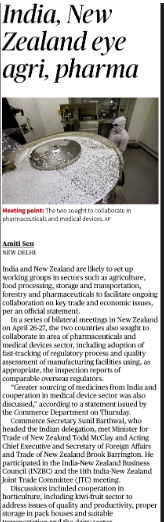 India, New
Zealand eye
agri, pharma
Meeting point: The two sought to collaborate in
pharmaceuticals and medical devices. AP
Amiti Sen
NEW DELHI
India and New Zealand are likely to set up
working groups in sectors such as agriculture,
food processing, storage and transportation,
forestry and pharmaceuticals to facilitate ongoing
collaboration on key trade and economic issues,
per an official statement.
In a series of bilateral meetings in New Zealand
on April 26-27, the two countries also sought to
collaborate in area of pharmaceuticals and
medical devices sector, including adoption of
fast-tracking of regulatory process and quality
assessment of manufacturing facilities using, as
appropriate, the inspection reports of
comparable overseas regulators.
"Greater sourcing of medicines from India and
cooperation in medical device sector was also
discussed," according to a statement issued by
the Commerce Department on Thursday.
Commerce Secretary Sunil Barthwal, who
headed the Indian delegation, met Minister for
Trade of New Zealand Todd McClay and Acting
Chief Executive and Secretary of Foreign Affairs
and Trade of New Zealand Brook Barrington. He
participated in the India-New Zealand Business
Council (INZBC) and the 11th India-New Zealand
Joint Trade Committee (JTC) meeting.
Discussions included cooperation in
horticulture, including kiwi-fruit sector to
address issues of quality and productivity, proper
storage in pack houses and suitable
transportation and the dairy sector.